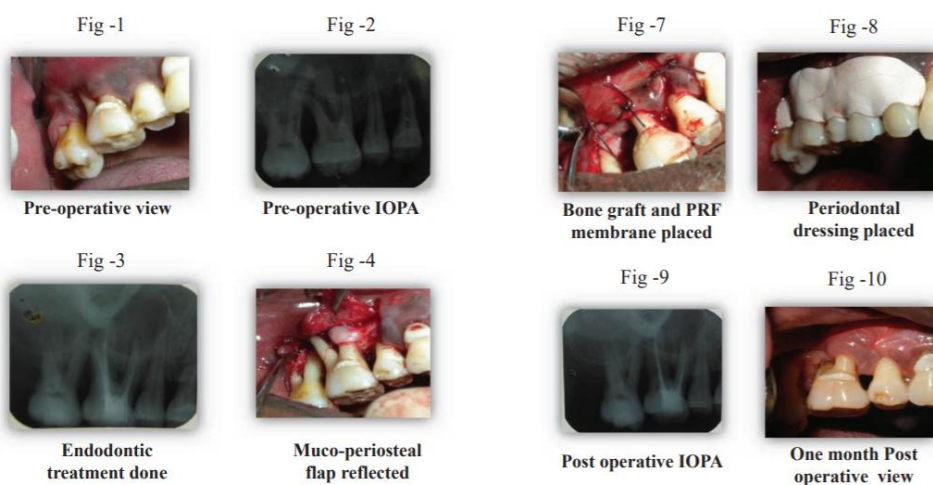 Fig -1
Pre-operative view
Fig -2
Pre-operative IOPA
Fig -3
Endodontic
treatment done
Fig -4
Muco-periosteal
flap reflected
Fig -7
Bone graft and PRF
membrane placed
Fig -8
Periodontal
dressing placed
Fig -9
Post operative IOPA
Fig -10
One month Post
operative view